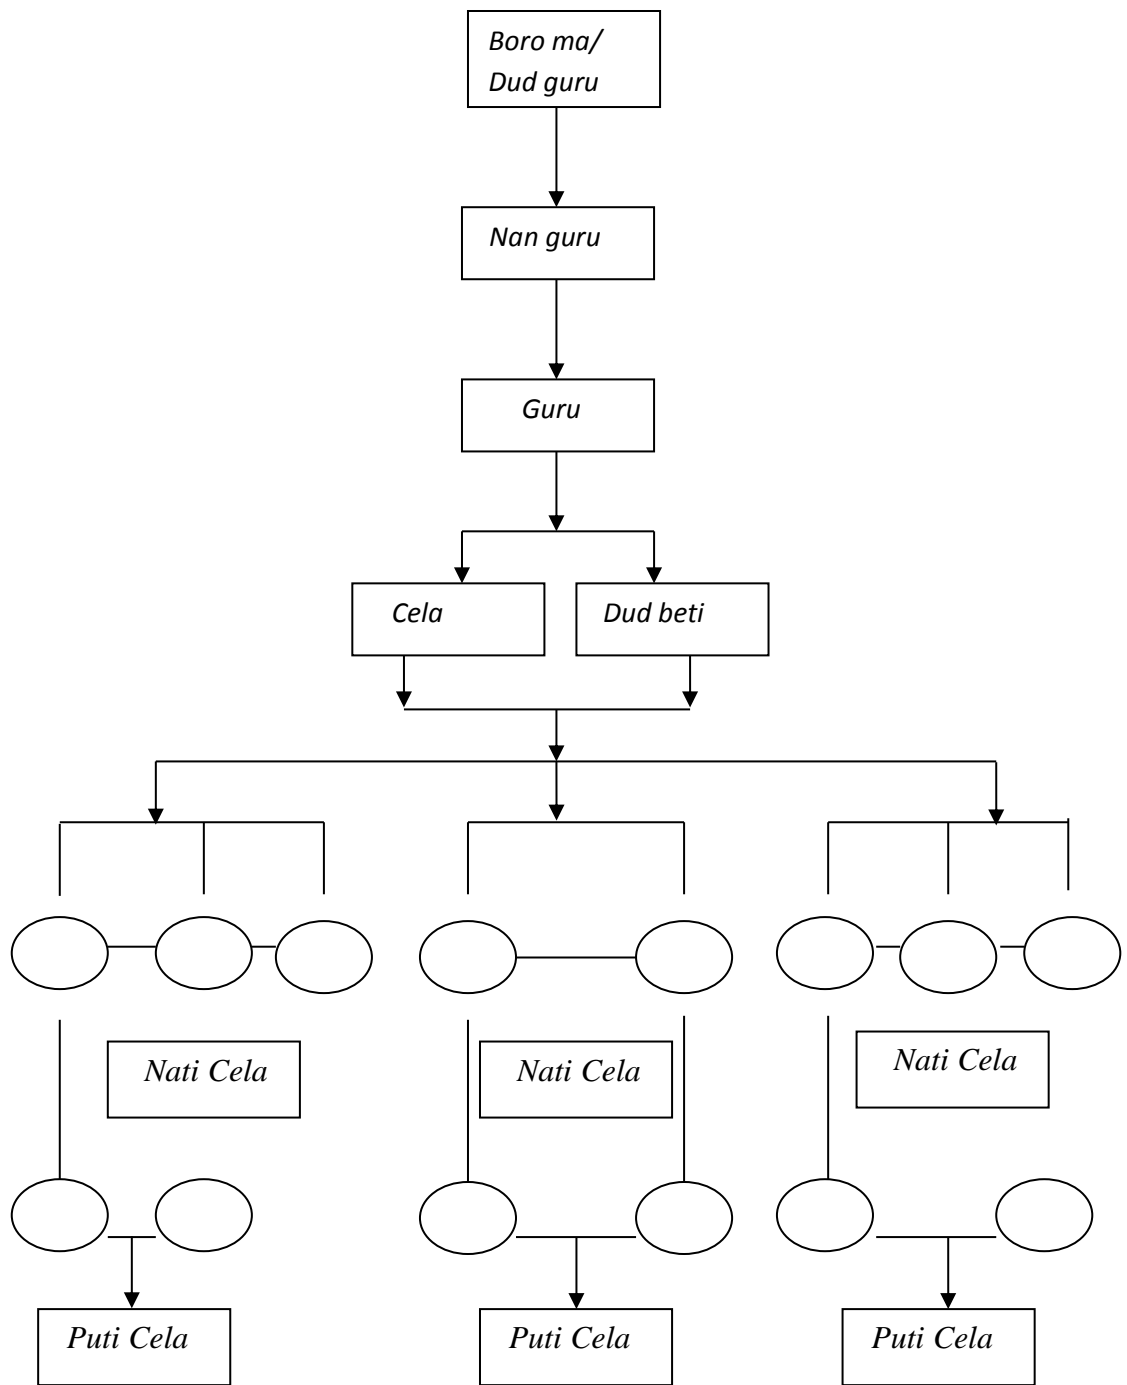 Boro ma/
Dud guru
Nan guru
Guru
Cela
Dud beti
Nati Cela
Nati Cela
Nati Cela
Puti Cela
Puti Cela
Puti Cela